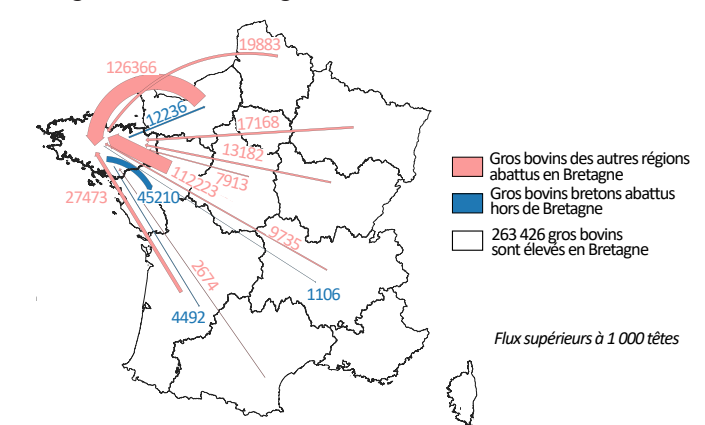 19883
126366
12236
17168
13182
7913
112223
27473
45210
9735
2674
1106
4492
Gros bovins des autres régions
abattus en Bretagne
Gros bovins bretons abattus
hors de Bretagne
263 426 gros bovins
sont élevés en Bretagne
Flux supérieurs à 1 000 têtes